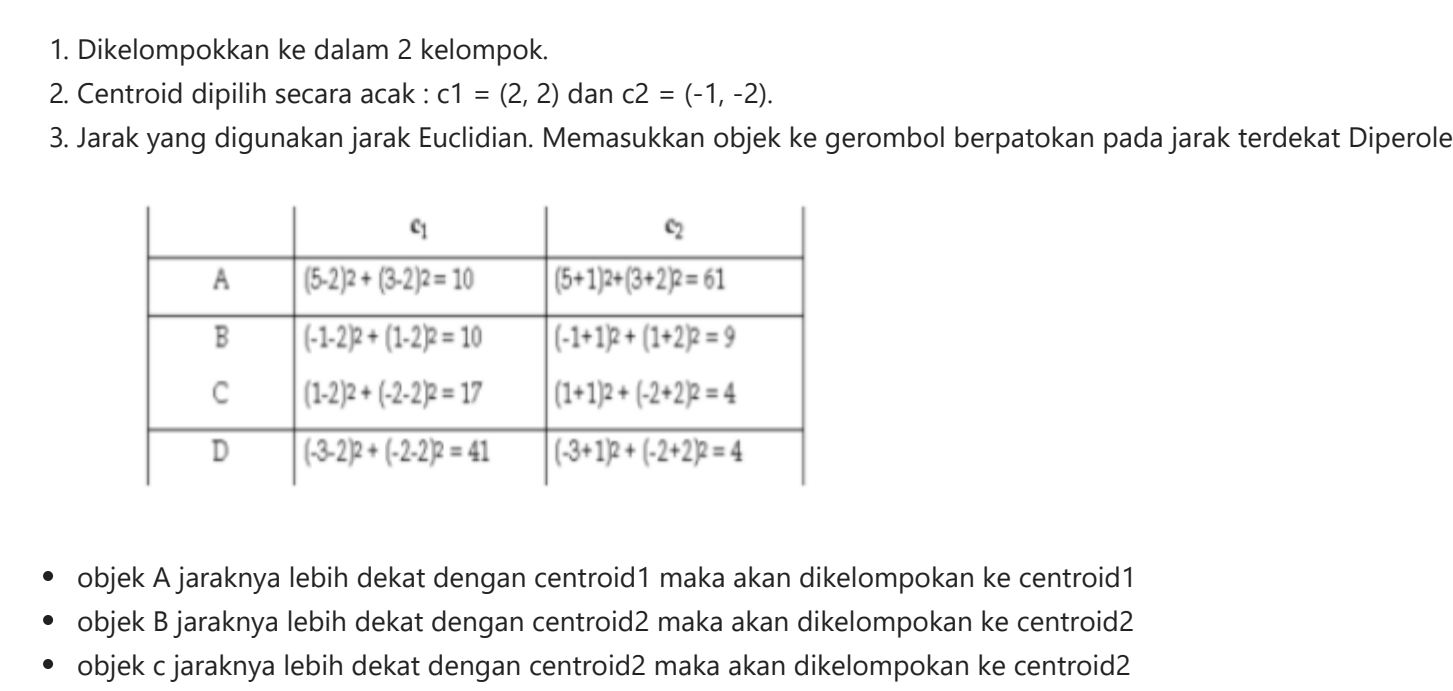 1. Dikelompokkan ke dalam 2 kelompok.
2. Centroid dipilih secara acak : c1 = (2, 2) dan c2 = (-1, -2).
3. Jarak yang digunakan jarak Euclidian. Memasukkan objek ke gerombol berpatokan pada jarak terdekat Diperole
c1 c2
A (5-2)2 + (3-2)2 = 10 (5+1)2+(3+2)2 = 61
B (-1-2)2 + (1-2)2 = 10 (-1+1)2 + (1+2)2 = 9
C (1-2)2 + (-2-2)2 = 17 (1+1)2 + (-2+2)2 = 4
D (-3-2)2 + (-2-2)2 = 41 (-3+1)2 + (-2+2)2 = 4
• objek A jaraknya lebih dekat dengan centroid1 maka akan dikelompokan ke centroid1
• objek B jaraknya lebih dekat dengan centroid2 maka akan dikelompokan ke centroid2
• objek c jaraknya lebih dekat dengan centroid2 maka akan dikelompokan ke centroid2